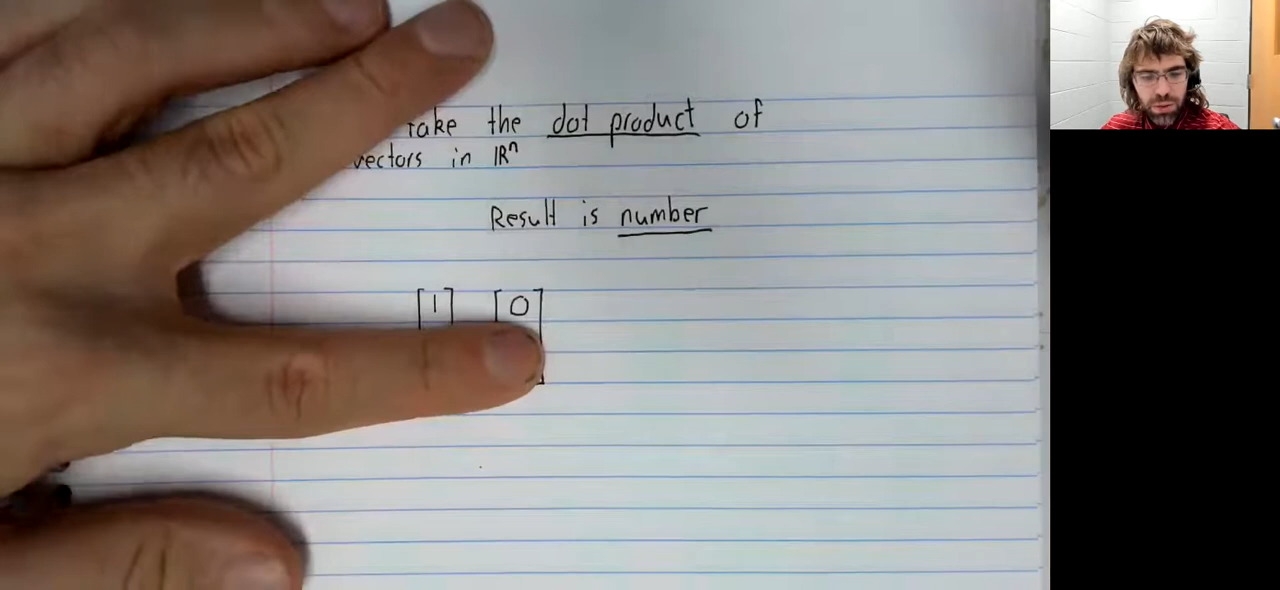 Take the dot product of
vectors in ℝⁿ
Result is number
[1] [0]